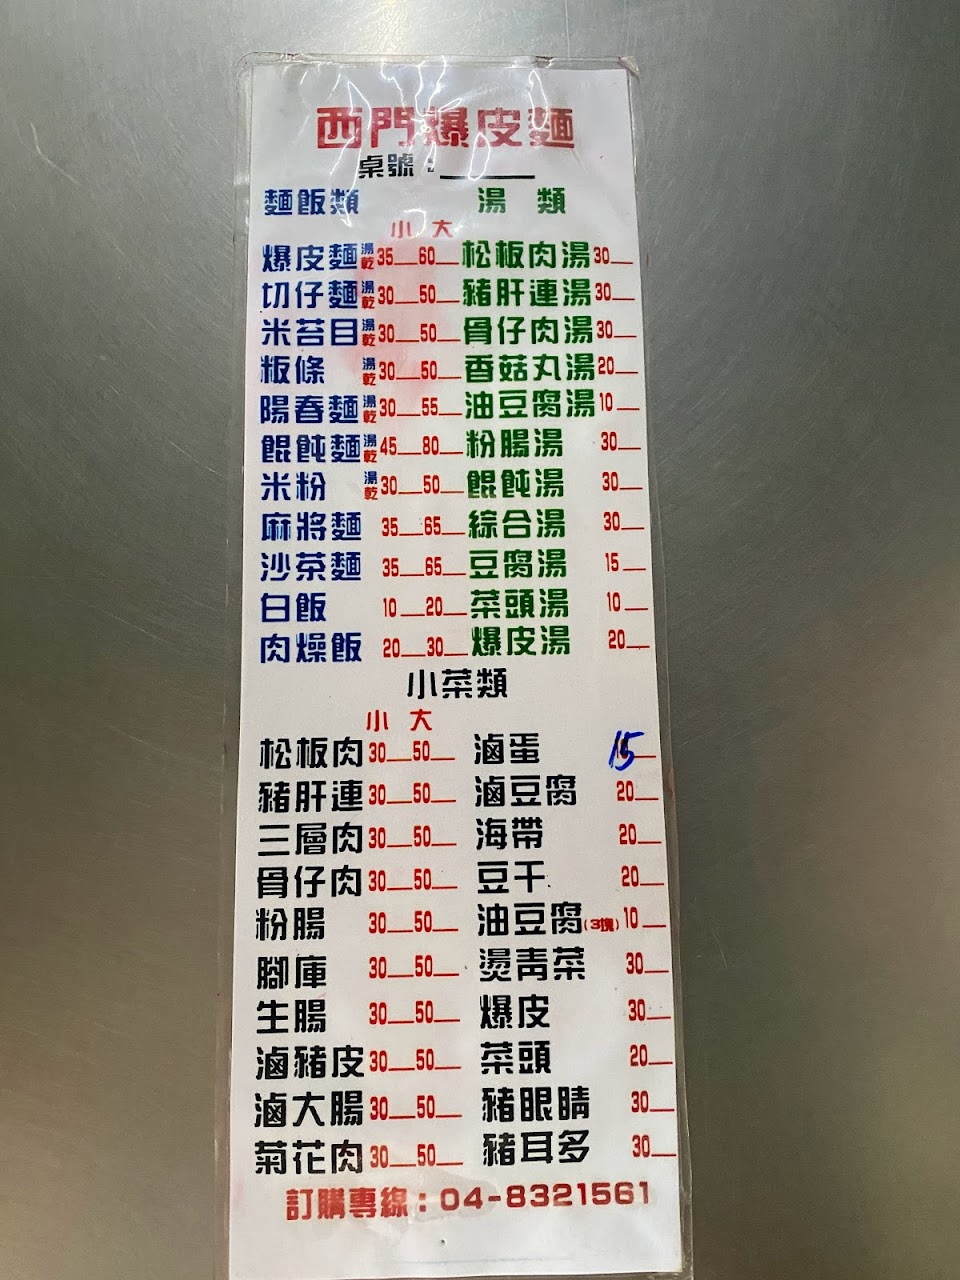 西門爆皮麵
桌號：
麵飯類 湯類
小 大
爆皮麵 湯乾 35 60 松板肉湯 30
切仔麵 湯乾 30 50 豬肝連湯 30
米苔目 湯乾 30 50 骨仔肉湯 30
粄條 湯乾 30 50 香菇丸湯 20
陽春麵 湯乾 30 55 油豆腐湯 10
餛飩麵 湯乾 45 80 粉腸湯 30
米粉 湯乾 30 50 餛飩湯 30
麻將麵 35 65 綜合湯 30
沙茶麵 35 65 豆腐湯 15
白飯 10 20 菜頭湯 10
肉燥飯 20 30 爆皮湯 20
小菜類
小 大
松板肉 30 50 滷蛋 15
豬肝連 30 50 滷豆腐 20
三層肉 30 50 海帶 20
骨仔肉 30 50 豆干 20
粉腸 30 50 油豆腐(3塊) 10
腳庫 30 50 燙青菜 30
生腸 30 50 爆皮 30
滷豬皮 30 50 菜頭 20
滷大腸 30 50 豬眼睛 30
菊花肉 30 50 豬耳多 30
訂購專線：04-8321561